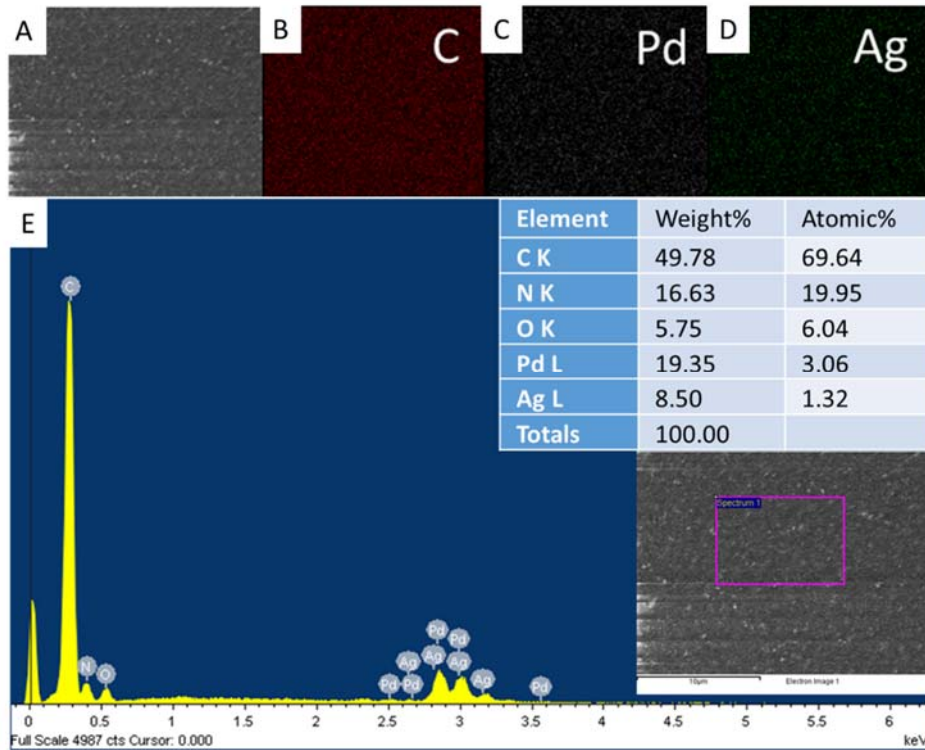 A
B
C
C
Pd
D
Ag
E
Element Weight% Atomic%
C K 49.78 69.64
N K 16.63 19.95
O K 5.75 6.04
Pd L 19.35 3.06
Ag L 8.50 1.32
Totals 100.00
C
Spectrum 1
Pd Pd
Ag Ag Ag
N O Pd Pd Ag Pd
10µm Electron Image 1
0 0.5 1 1.5 2 2.5 3 3.5 4 4.5 5 5.5 6
Full Scale 4987 cts Cursor: 0.000 keV